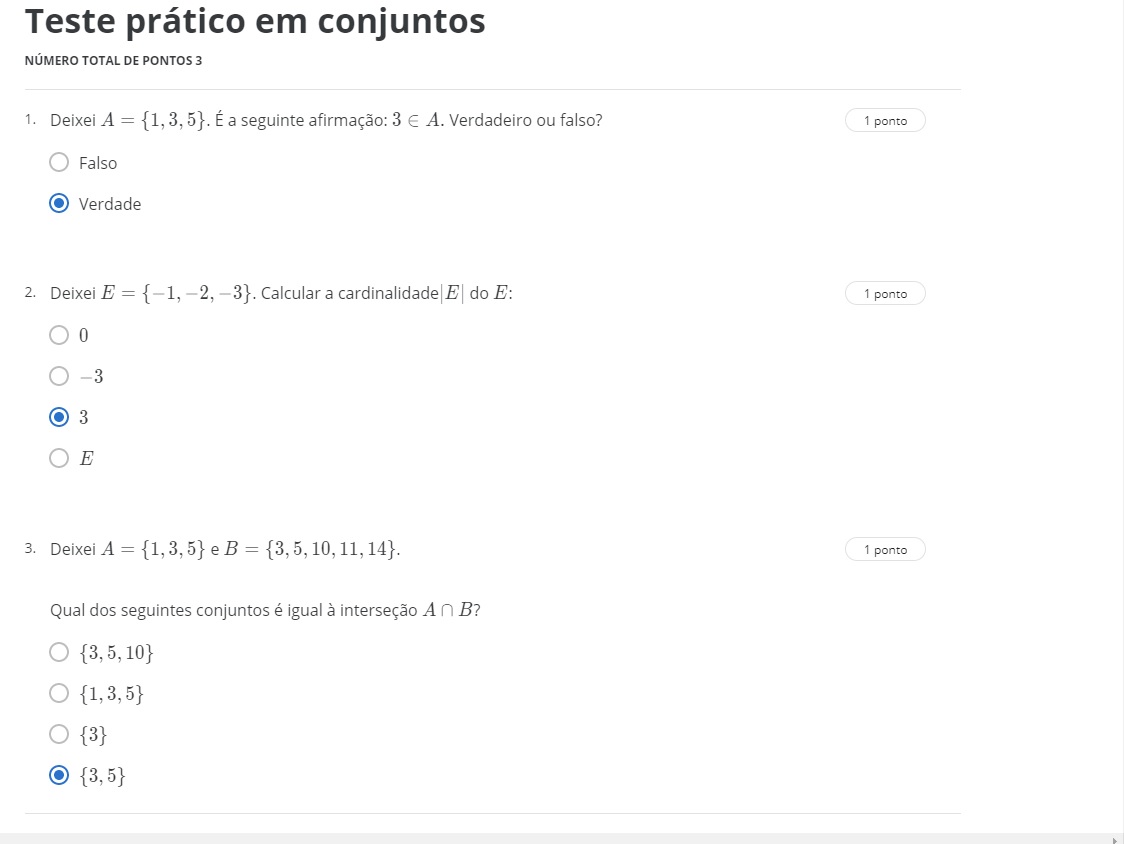 Teste prático em conjuntos
NÚMERO TOTAL DE PONTOS 3
1. Deixei A = {1, 3, 5}. É a seguinte afirmação: 3 ∈ A. Verdadeiro ou falso? 1 ponto
Falso
Verdade
2. Deixei E = {−1, −2, −3}. Calcular a cardinalidade|E| do E: 1 ponto
0
−3
3
E
3. Deixei A = {1, 3, 5} e B = {3, 5, 10, 11, 14}. 1 ponto
Qual dos seguintes conjuntos é igual à interseção A ∩ B?
{3, 5, 10}
{1, 3, 5}
{3}
{3, 5}